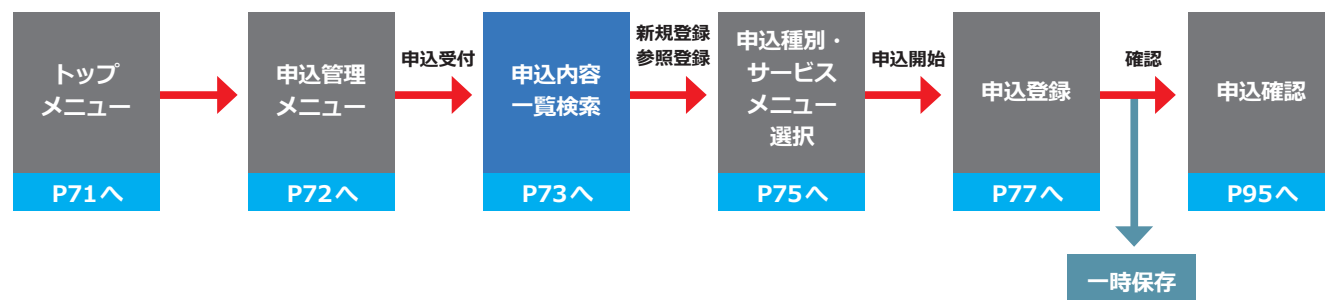 トップ
メニュー
P71へ
申込管理
メニュー
P72へ
申込受付
申込内容
一覧検索
P73へ
新規登録
参照登録
申込種別・
サービス
メニュー
選択
P75へ
申込開始
申込登録
P77へ
確認
申込確認
P95へ
一時保存